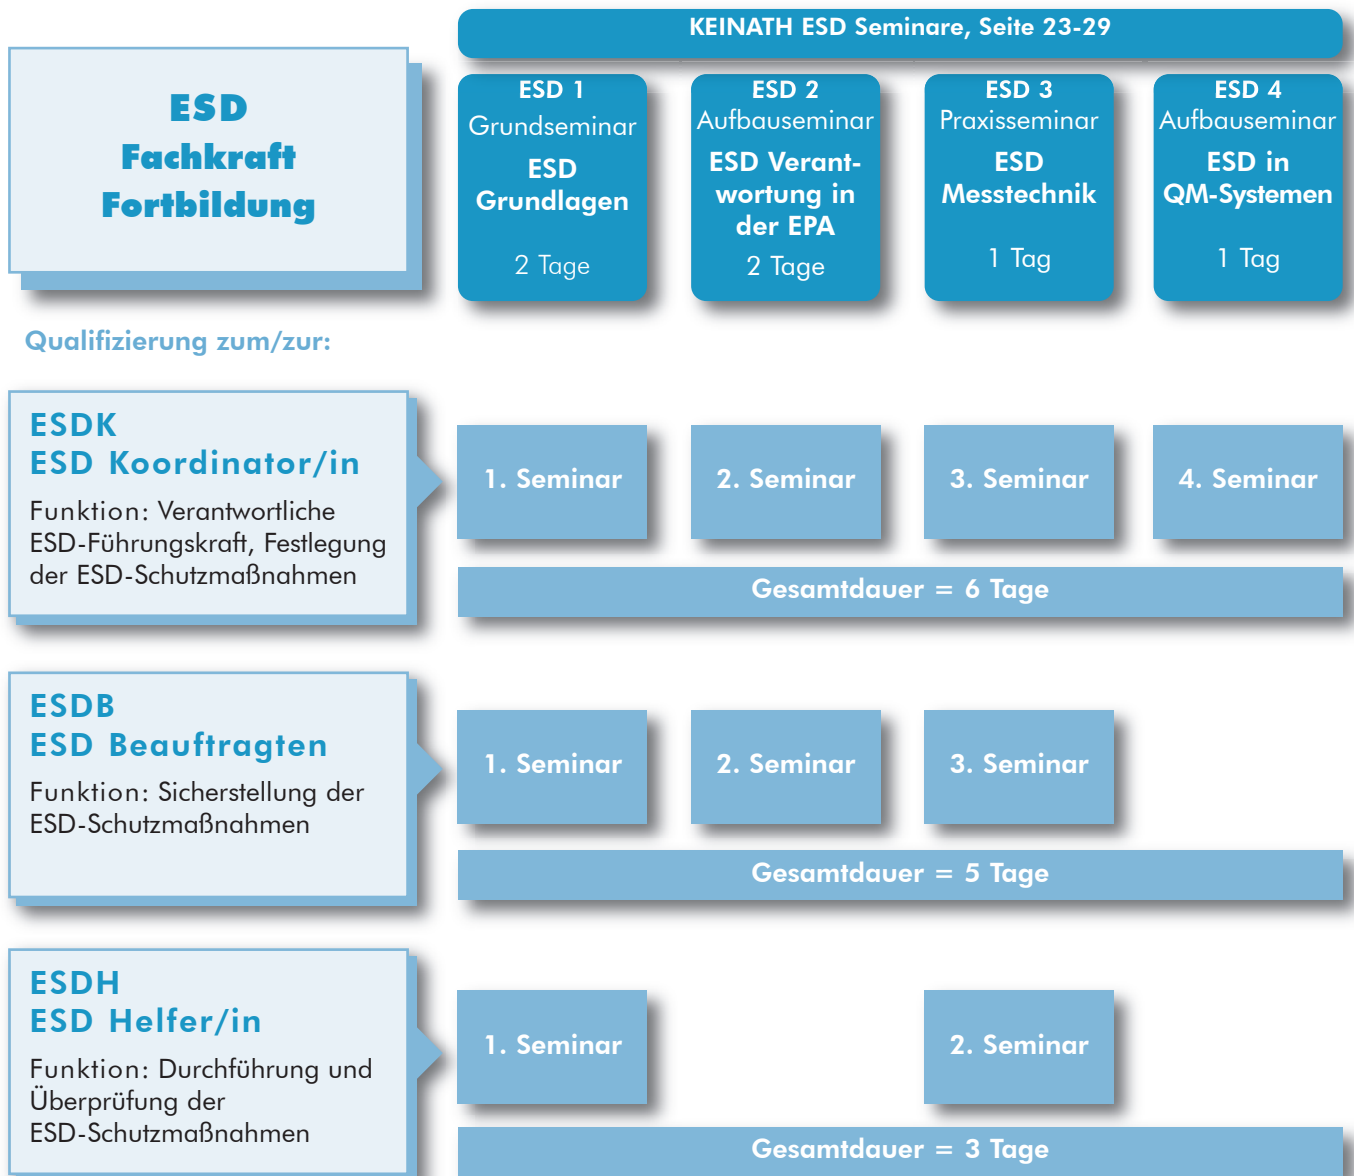 KEINATH ESD Seminare, Seite 23-29
ESD
Fachkraft
Fortbildung
ESD 1
Grundseminar
ESD
Grundlagen
2 Tage
ESD 2
Aufbauseminar
ESD Verant-
wortung in
der EPA
2 Tage
ESD 3
Praxisseminar
ESD
Messtechnik
1 Tag
ESD 4
Aufbauseminar
ESD in
QM-Systemen
1 Tag
Qualifizierung zum/zur:
ESDK
ESD Koordinator/in
Funktion: Verantwortliche
ESD-Führungskraft, Festlegung
der ESD-Schutzmaßnahmen
1. Seminar
2. Seminar
3. Seminar
4. Seminar
Gesamtdauer = 6 Tage
ESDB
ESD Beauftragten
Funktion: Sicherstellung der
ESD-Schutzmaßnahmen
1. Seminar
2. Seminar
3. Seminar
Gesamtdauer = 5 Tage
ESDH
ESD Helfer/in
Funktion: Durchführung und
Überprüfung der
ESD-Schutzmaßnahmen
1. Seminar
2. Seminar
Gesamtdauer = 3 Tage